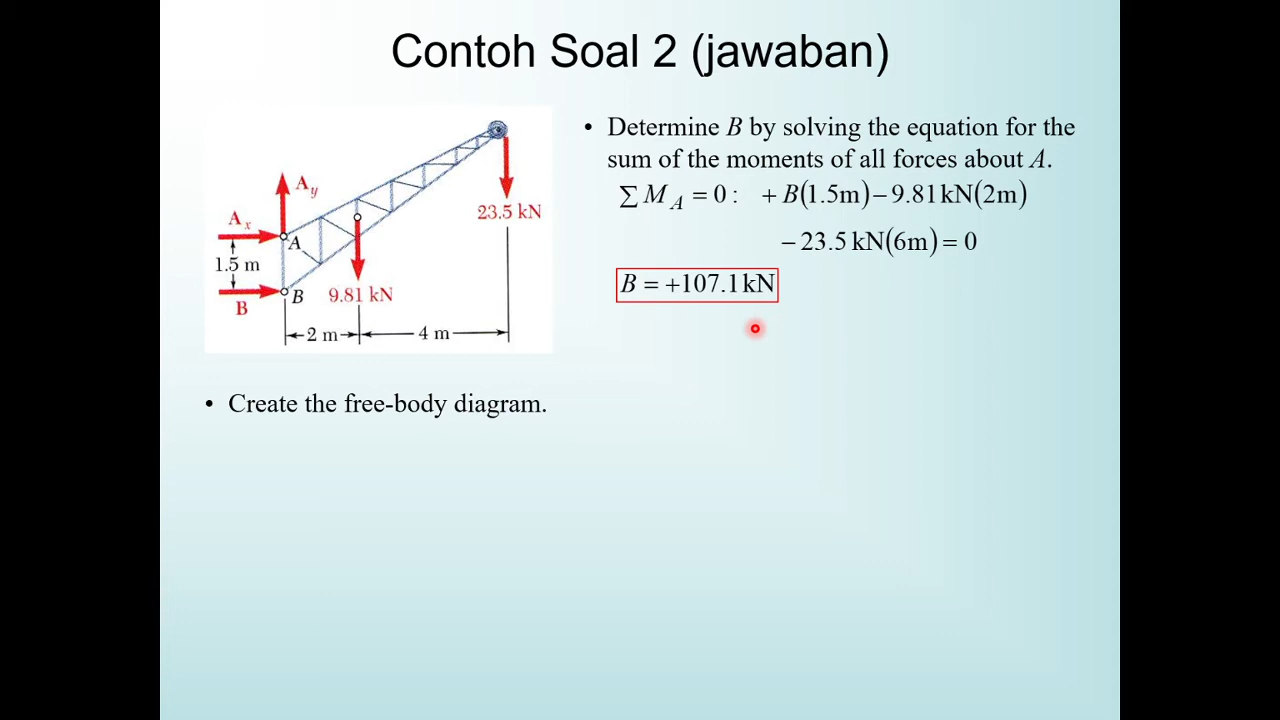 Contoh Soal 2 (jawaban)
A_y
A_x
A
1.5 m
B
B
9.81 kN
23.5 kN
2 m
4 m
• Create the free-body diagram.
• Determine B by solving the equation for the
sum of the moments of all forces about A.
∑ M_A = 0 : + B(1.5m) − 9.81 kN(2m)
− 23.5 kN(6m) = 0
B = +107.1 kN